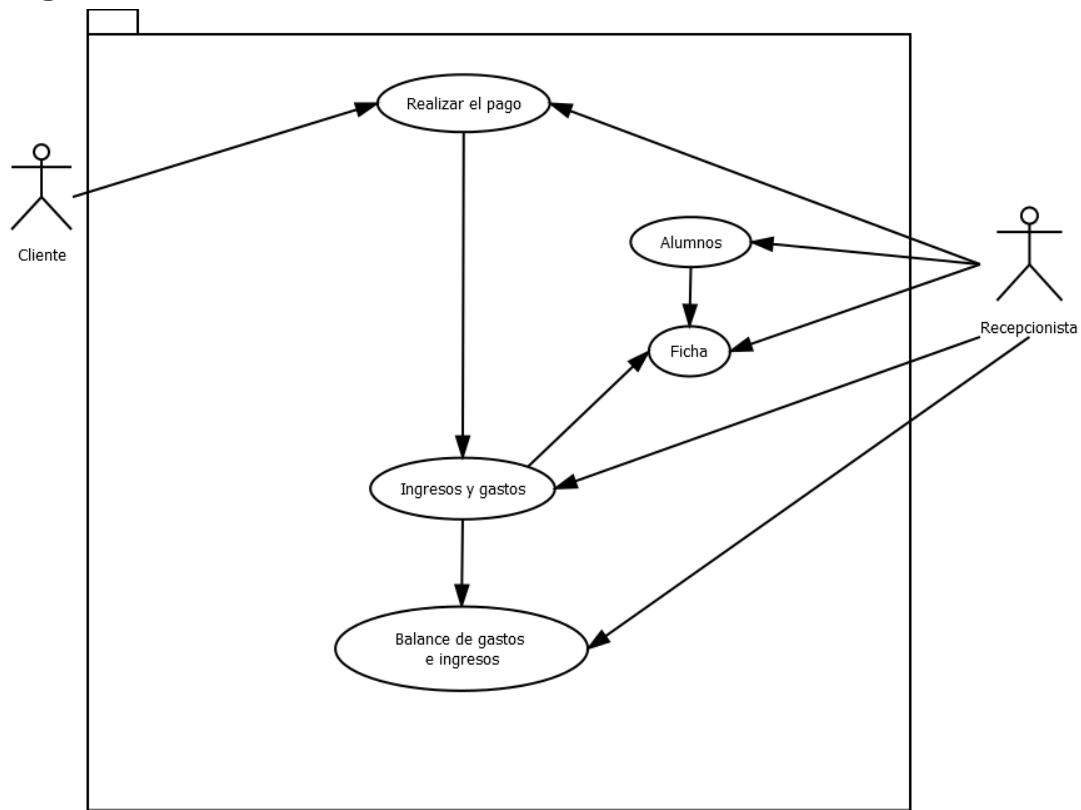 Realizar el pago
Cliente
Alumnos
Recepcionista
Ficha
Ingresos y gastos
Balance de gastos
e ingresos